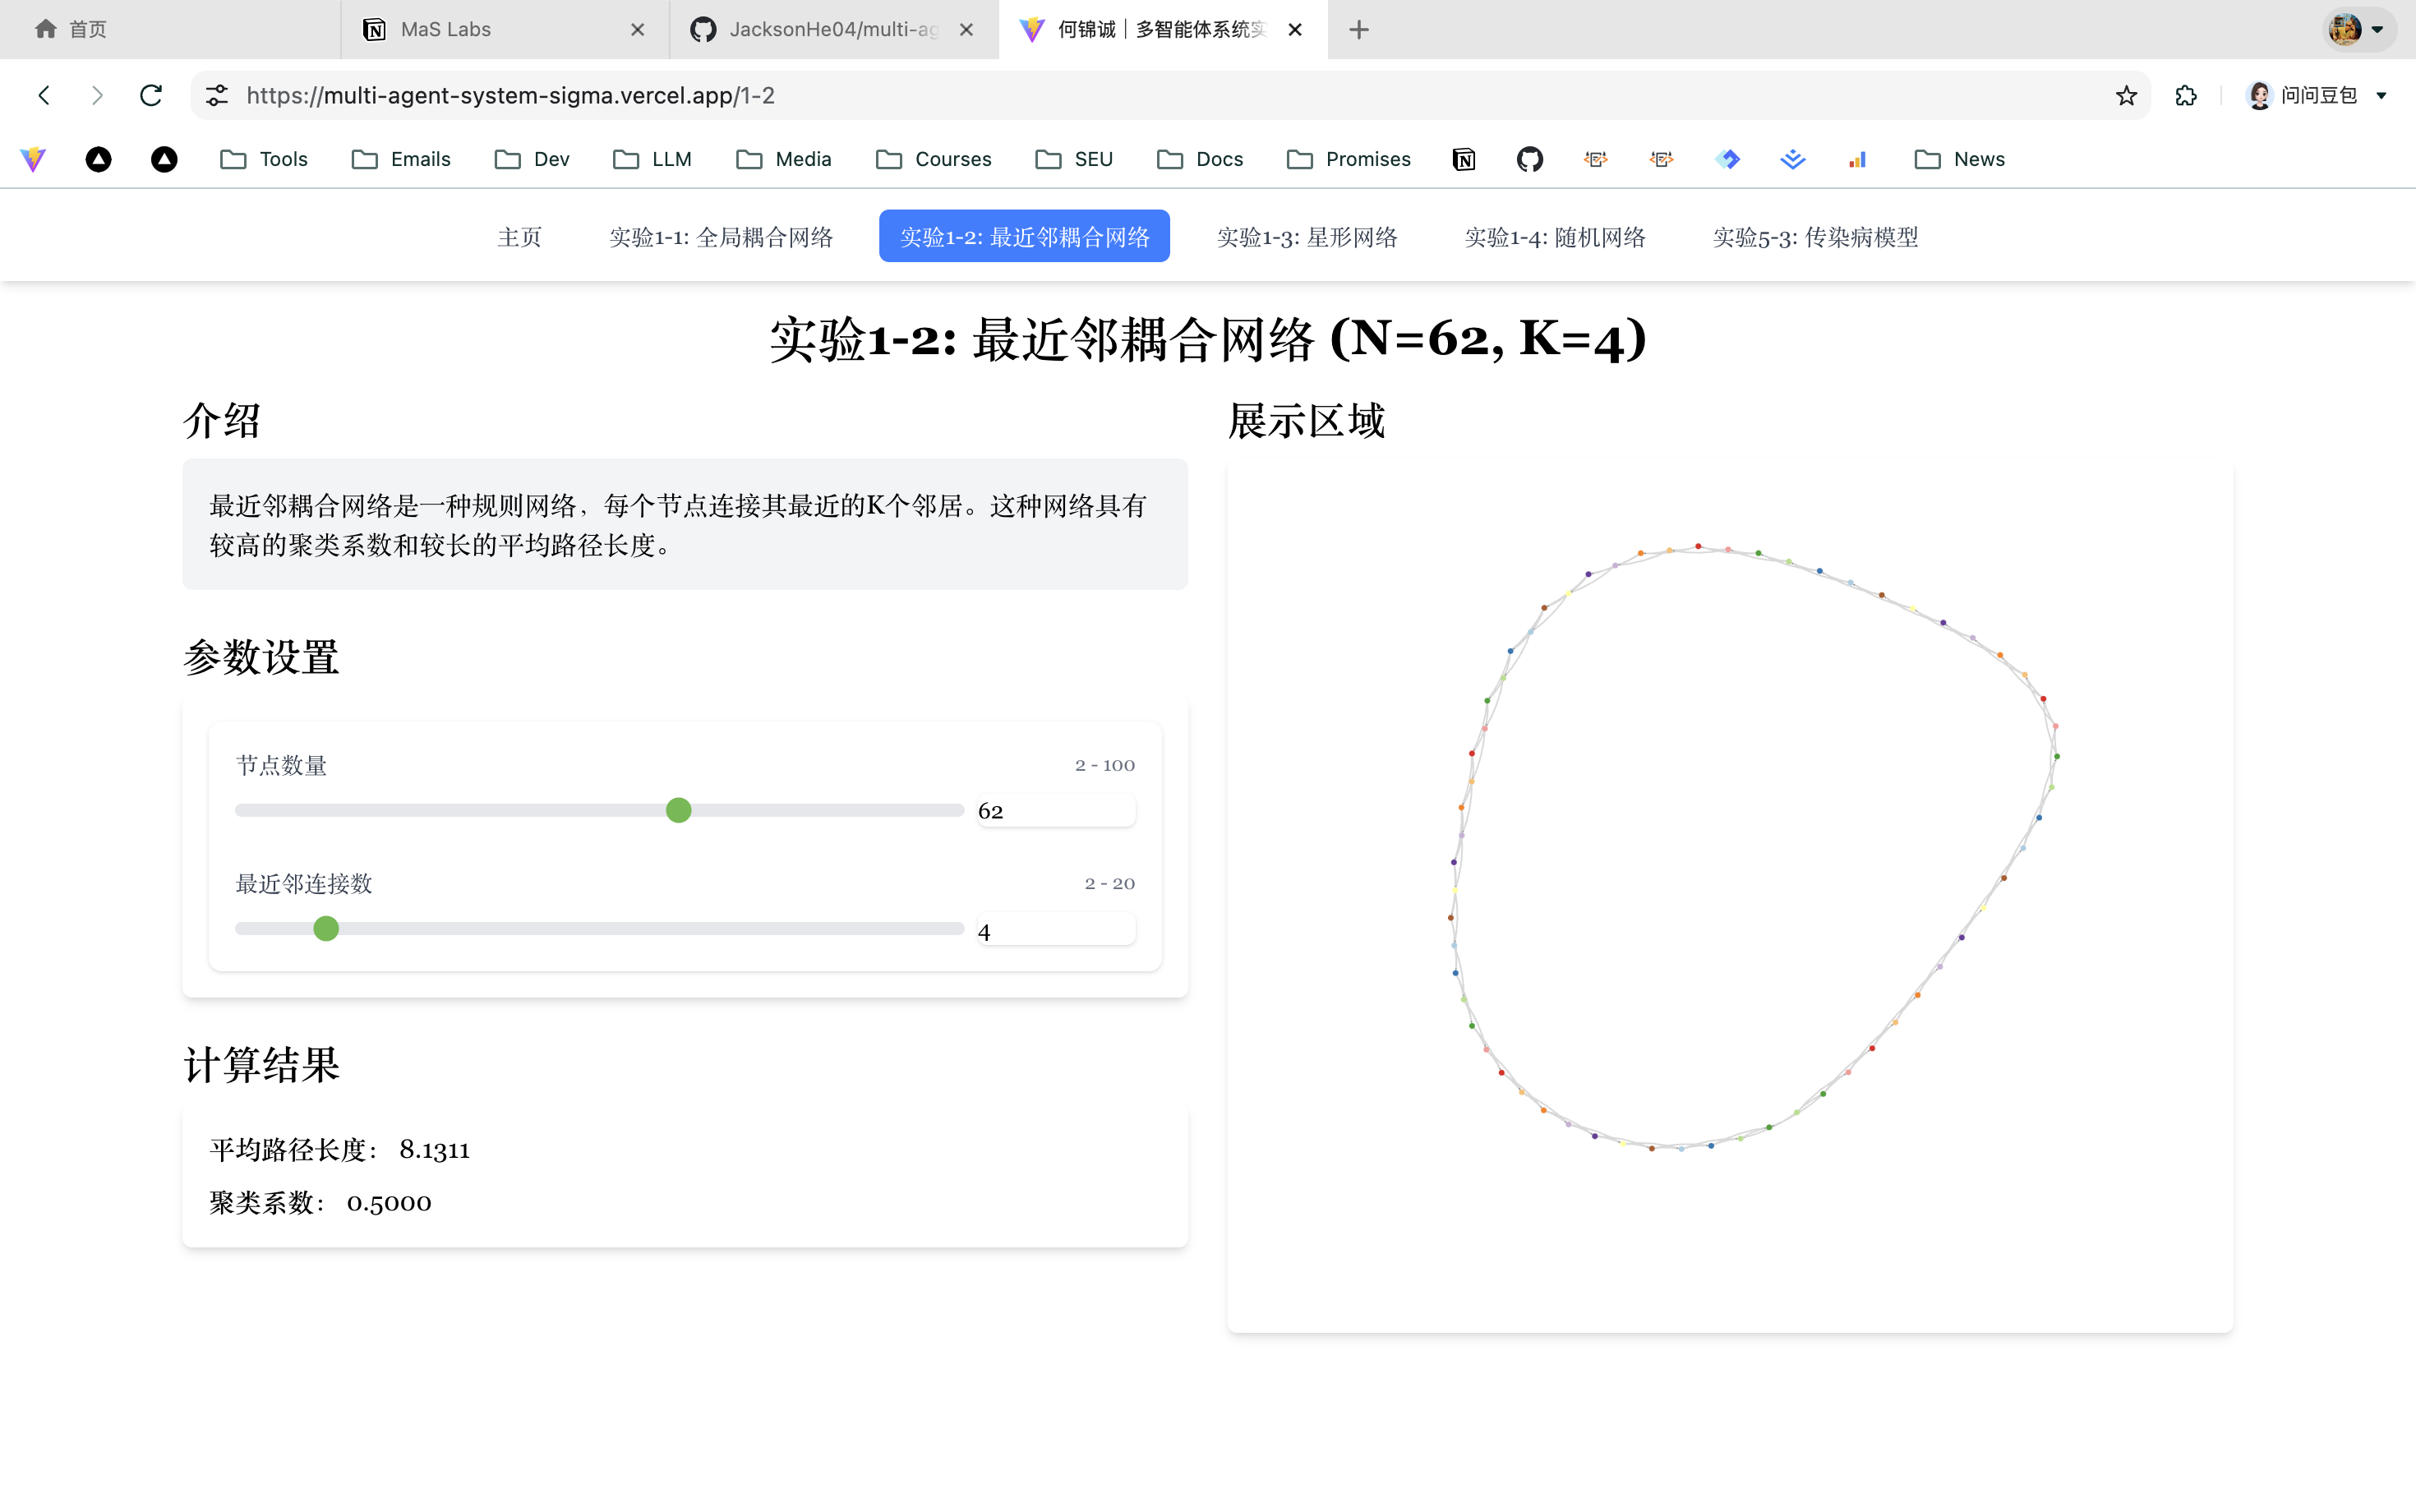 首页
MaS Labs
JacksonHe04/multi-ag
何锦诚｜多智能体系统实
https://multi-agent-system-sigma.vercel.app/1-2
问问豆包
Tools
Emails
Dev
LLM
Media
Courses
SEU
Docs
Promises
News
主页
实验1-1: 全局耦合网络
实验1-2: 最近邻耦合网络
实验1-3: 星形网络
实验1-4: 随机网络
实验5-3: 传染病模型
实验1-2: 最近邻耦合网络 (N=62, K=4)
介绍
最近邻耦合网络是一种规则网络，每个节点连接其最近的K个邻居。这种网络具有
较高的聚类系数和较长的平均路径长度。
参数设置
节点数量
2 - 100
62
最近邻连接数
2 - 20
4
计算结果
平均路径长度： 8.1311
聚类系数： 0.5000
展示区域